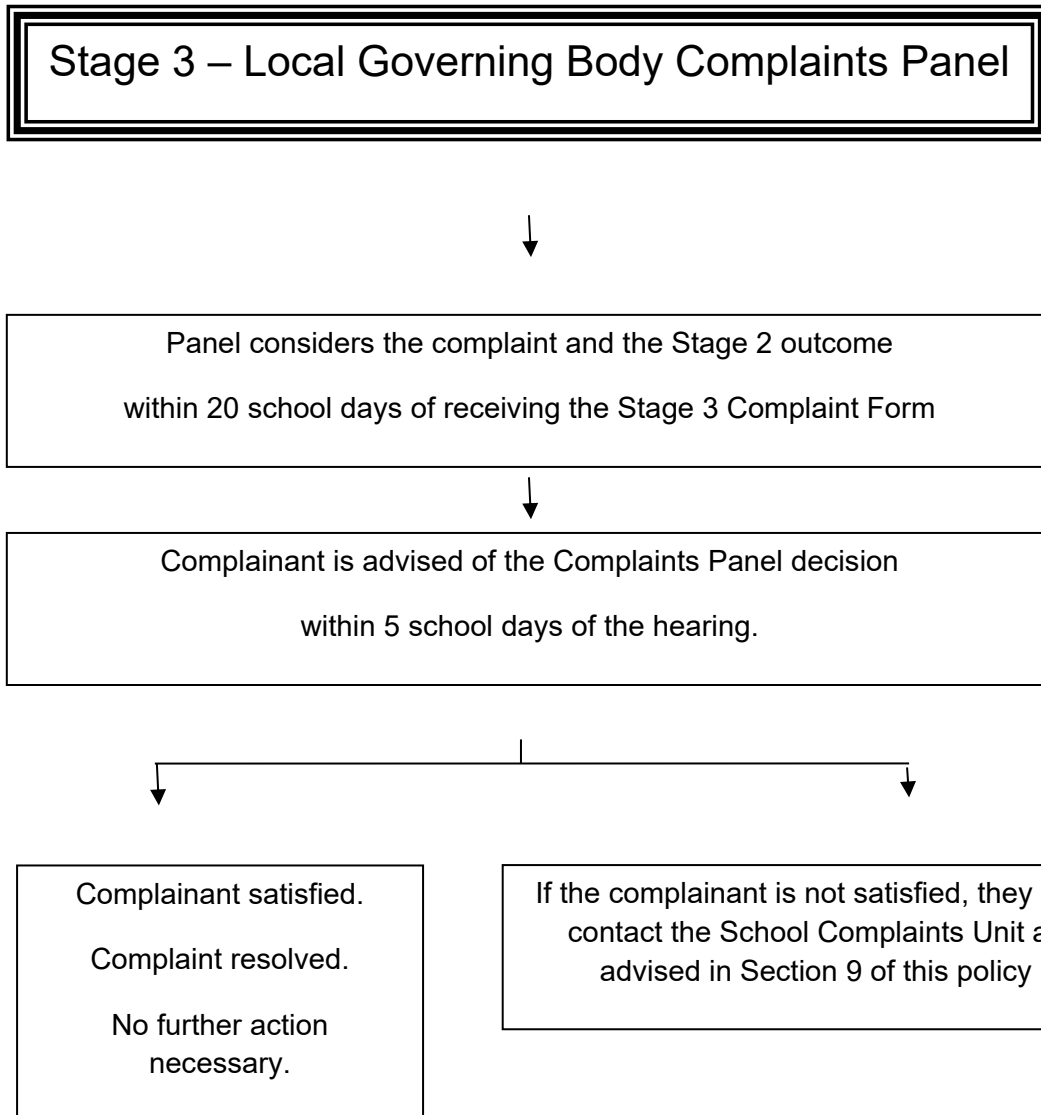 Stage 3 – Local Governing Body Complaints Panel
Panel considers the complaint and the Stage 2 outcome
within 20 school days of receiving the Stage 3 Complaint Form
Complainant is advised of the Complaints Panel decision
within 5 school days of the hearing.
Complainant satisfied.
Complaint resolved.
No further action
necessary.
If the complainant is not satisfied, they
contact the School Complaints Unit
advised in Section 9 of this policy